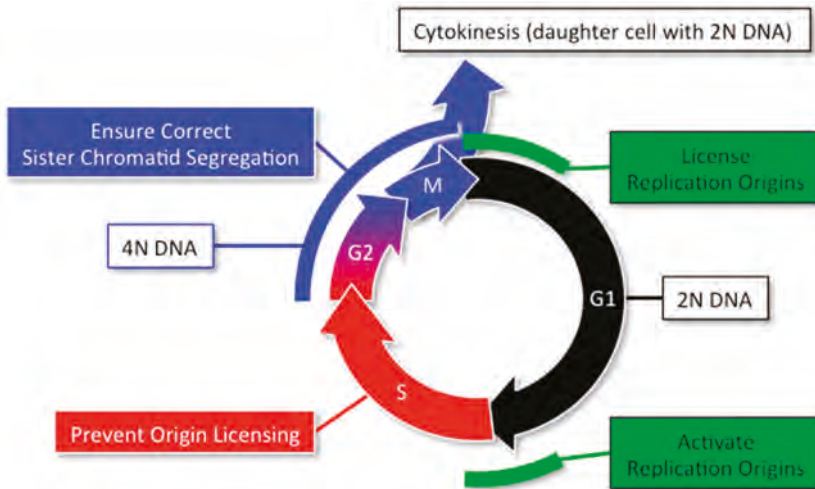 Cytokinesis (daughter cell with 2N DNA)
Ensure Correct
Sister Chromatid Segregation
License
Replication Origins
M
4N DNA
G2
G1
2N DNA
S
Prevent Origin Licensing
Activate
Replication Origins